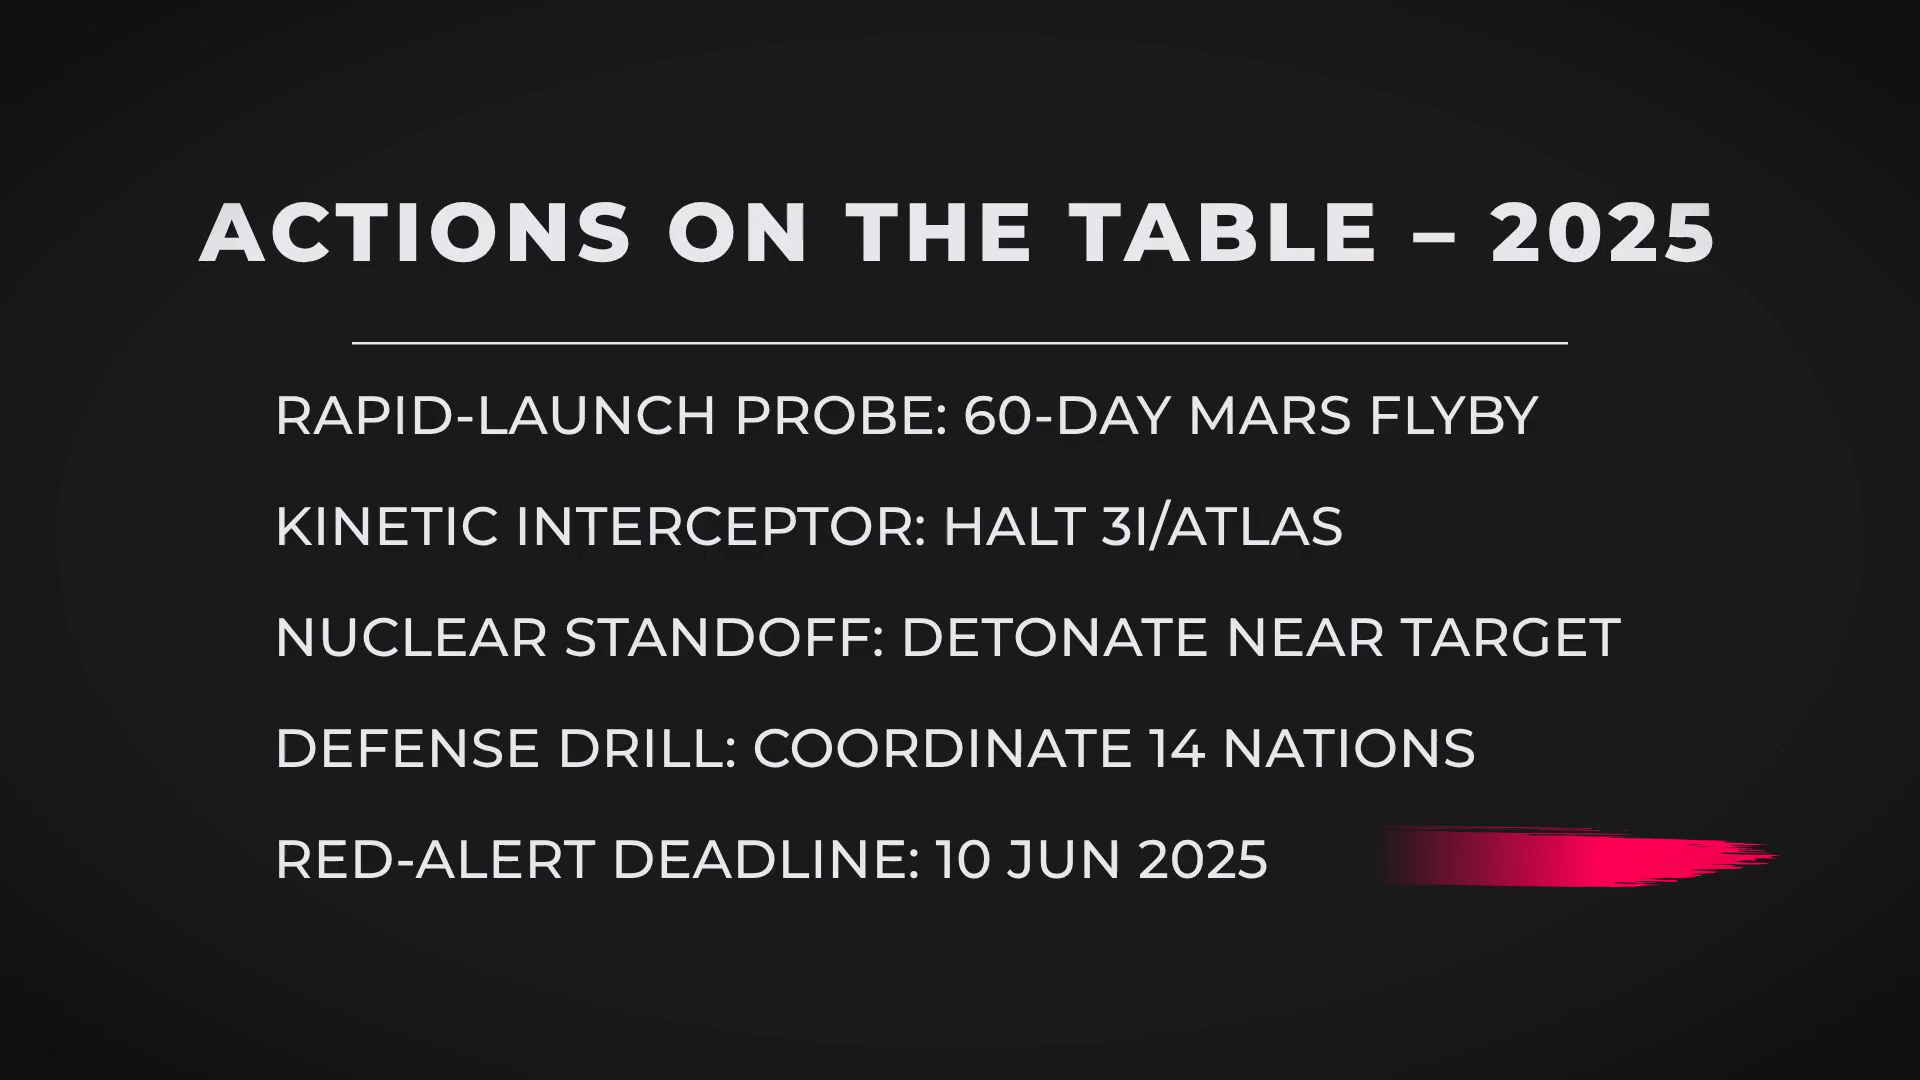 ACTIONS ON THE TABLE – 2025
RAPID-LAUNCH PROBE: 60-DAY MARS FLYBY
KINETIC INTERCEPTOR: HALT 3I/ATLAS
NUCLEAR STANDOFF: DETONATE NEAR TARGET
DEFENSE DRILL: COORDINATE 14 NATIONS
RED-ALERT DEADLINE: 10 JUN 2025